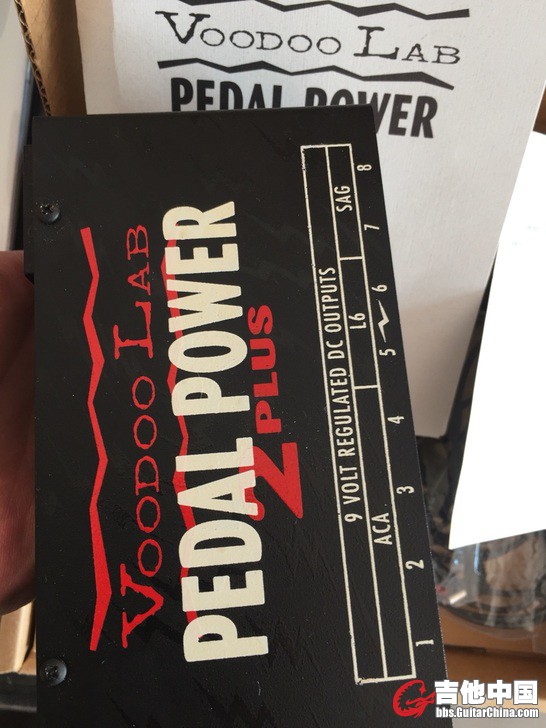 VOODOO LAB
PEDAL POWER
VOODOO LAB
PEDAL POWER
2 PLUS
9 VOLT REGULATED DC OUTPUTS
ACA L6 SAG
1 2 3 4 5 6 7 8
吉他中国
bbs.GuitarChina.com